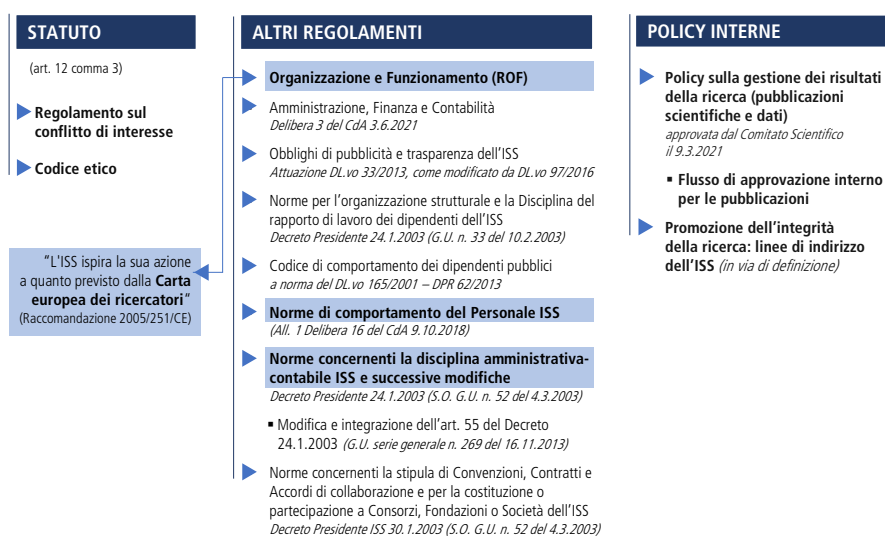 STATUTO
(art. 12 comma 3)
Regolamento sul
conflitto di interesse
Codice etico
"L'ISS ispira la sua azione
a quanto previsto dalla Carta
europea dei ricercatori"
(Raccomandazione 2005/251/CE)
ALTRI REGOLAMENTI
Organizzazione e Funzionamento (ROF)
Amministrazione, Finanza e Contabilità
Delibera 3 del CdA 3.6.2021
Obblighi di pubblicità e trasparenza dell'ISS
Attuazione DL.vo 33/2013, come modificato da DL.vo 97/2016
Norme per l'organizzazione strutturale e la Disciplina del
rapporto di lavoro dei dipendenti dell'ISS
Decreto Presidente 24.1.2003 (G.U. n. 33 del 10.2.2003)
Codice di comportamento dei dipendenti pubblici
a norma del DL.vo 165/2001 – DPR 62/2013
Norme di comportamento del Personale ISS
(All. 1 Delibera 16 del CdA 9.10.2018)
Norme concernenti la disciplina amministrativa-
contabile ISS e successive modifiche
Decreto Presidente 24.1.2003 (S.O. G.U. n. 52 del 4.3.2003)
▪ Modifica e integrazione dell'art. 55 del Decreto
24.1.2003 (G.U. serie generale n. 269 del 16.11.2013)
Norme concernenti la stipula di Convenzioni, Contratti e
Accordi di collaborazione e per la costituzione o
partecipazione a Consorzi, Fondazioni o Società dell'ISS
Decreto Presidente ISS 30.1.2003 (S.O. G.U. n. 52 del 4.3.2003)
POLICY INTERNE
Policy sulla gestione dei risultati
della ricerca (pubblicazioni
scientifiche e dati)
approvata dal Comitato Scientifico
il 9.3.2021
▪ Flusso di approvazione interno
per le pubblicazioni
Promozione dell'integrità
della ricerca: linee di indirizzo
dell'ISS (in via di definizione)